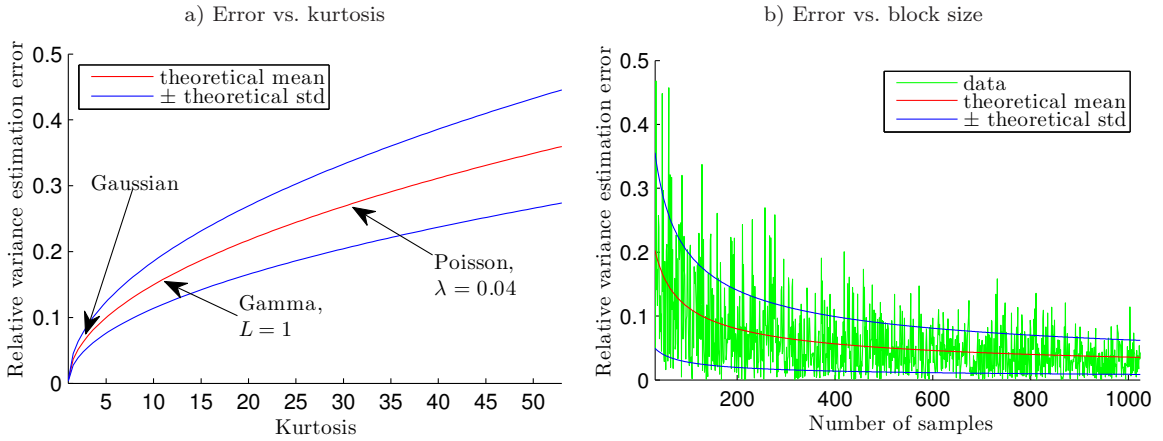 a) Error vs. kurtosis
Relative variance estimation error
0.5
0.4
0.3
0.2
0.1
0
theoretical mean
± theoretical std
Gaussian
Gamma,
L = 1
Poisson,
λ = 0.04
5 10 15 20 25 30 35 40 45 50
Kurtosis
b) Error vs. block size
Relative variance estimation error
0.5
0.4
0.3
0.2
0.1
0
data
theoretical mean
± theoretical std
200 400 600 800 1000
Number of samples